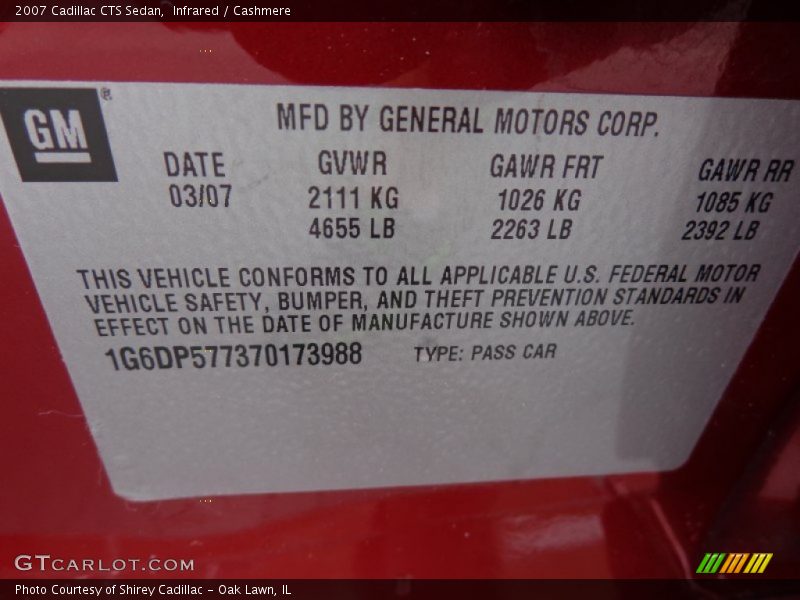 2007 Cadillac CTS Sedan, Infrared / Cashmere
GM®
MFD BY GENERAL MOTORS CORP.
DATE GVWR GAWR FRT GAWR RR
03/07 2111 KG 1026 KG 1085 KG
4655 LB 2263 LB 2392 LB
THIS VEHICLE CONFORMS TO ALL APPLICABLE U.S. FEDERAL MOTOR
VEHICLE SAFETY, BUMPER, AND THEFT PREVENTION STANDARDS IN
EFFECT ON THE DATE OF MANUFACTURE SHOWN ABOVE.
1G6DP577370173988 TYPE: PASS CAR
GTCARLOT.COM
Photo Courtesy of Shirey Cadillac - Oak Lawn, IL